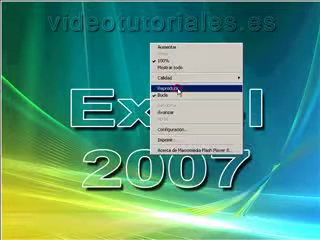 videotutoriales.es
Aumentar
100%
Mostrar todo
Calidad
Reproducir
Bucle
Avanzar
Configuración...
Imprimir...
Acerca de Macromedia Flash Player 8...
2007